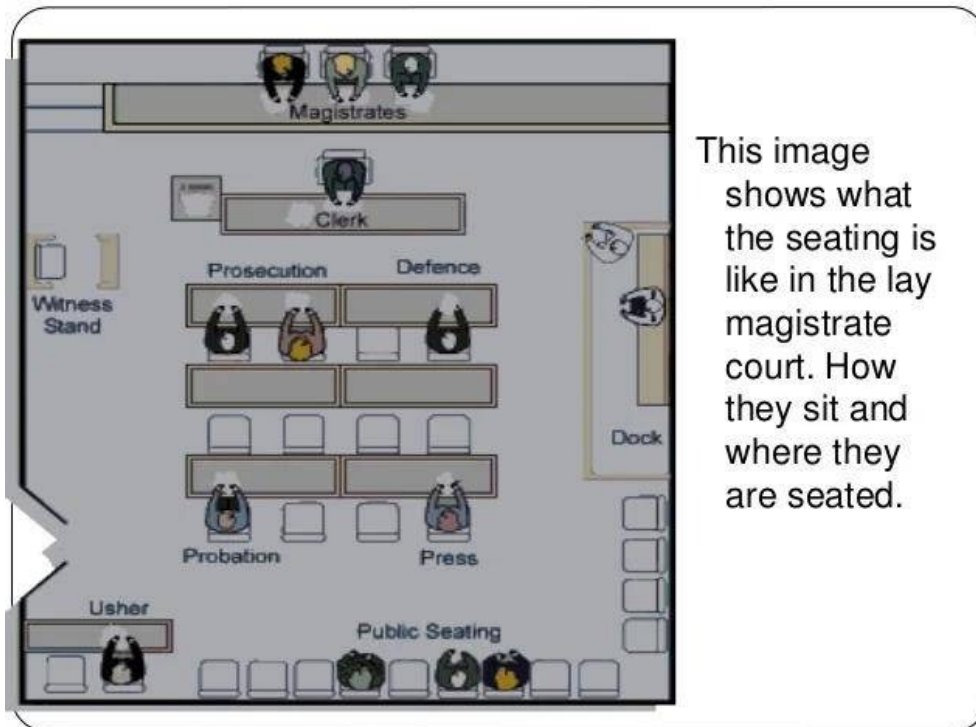 Magistrates
Clerk
Prosecution
Defence
Witness
Stand
Dock
Probation
Press
Usher
Public Seating
This image
shows what
the seating is
like in the lay
magistrate
court. How
they sit and
where they
are seated.